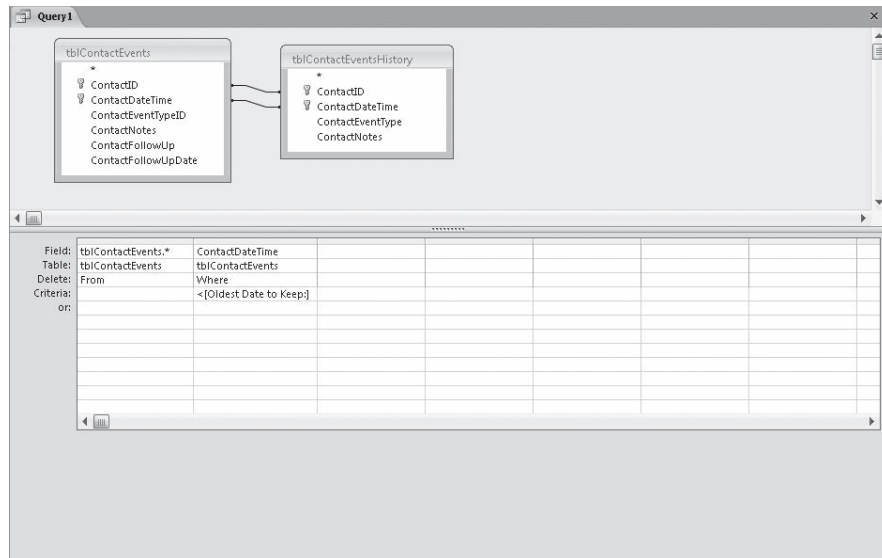 Query1
tblContactEvents
*
ContactID
ContactDateTime
ContactEventTypeID
ContactNotes
ContactFollowUp
ContactFollowUpDate
tblContactEventsHistory
*
ContactID
ContactDateTime
ContactEventType
ContactNotes
Field: tblContactEvents.* ContactDateTime
Table: tblContactEvents tblContactEvents
Delete: From Where
Criteria: <[Oldest Date to Keep:]
or: